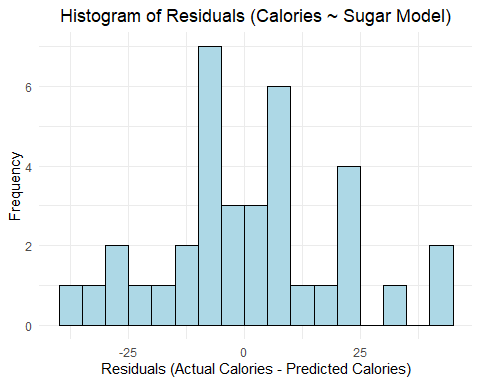 Histogram of Residuals (Calories ~ Sugar Model)
6
4
2
0
Frequency
-25
0
25
Residuals (Actual Calories - Predicted Calories)